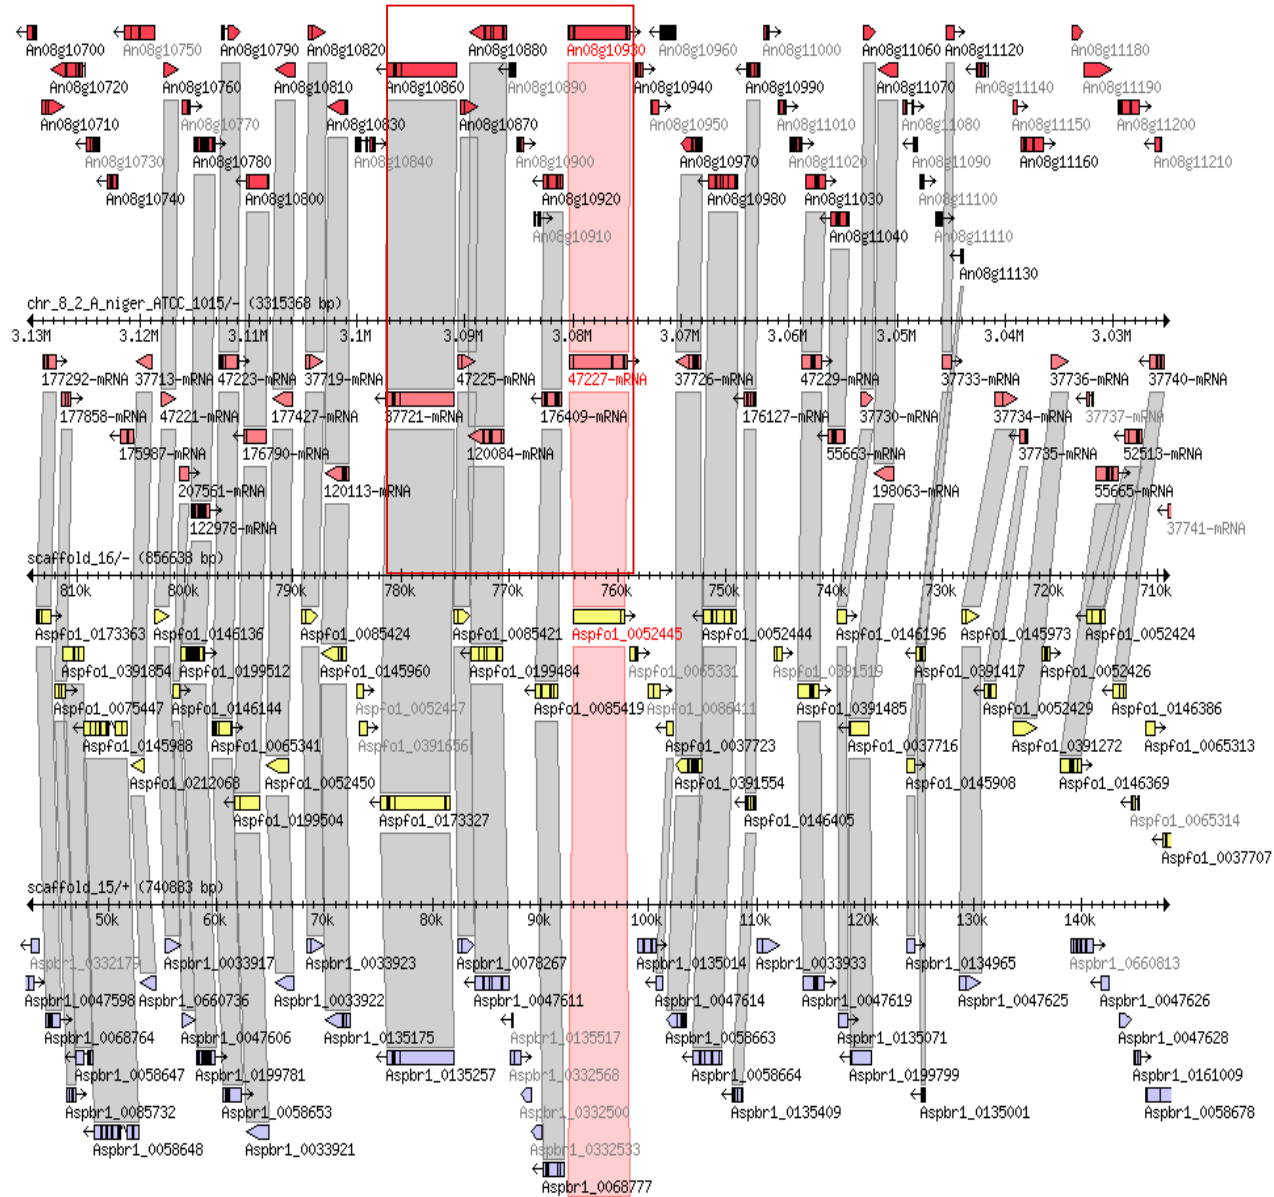 An08g10700 An08g10750 An08g10790 An08g10820 An08g10880 An08g10930 An08g10960 An08g11000 An08g11060 An08g11120 An08g11180
An08g10720 An08g10760 An08g10810 An08g10860 An08g10890 An08g10940 An08g10990 An08g11070 An08g11140 An08g11190
An08g10710 An08g10770 An08g10830 An08g10870 An08g10950 An08g11010 An08g11080 An08g11150 An08g11200
An08g10730 An08g10780 An08g10840 An08g10900 An08g10970 An08g11020 An08g11090 An08g11160 An08g11210
An08g10740 An08g10800 An08g10920 An08g10980 An08g11030 An08g11100
An08g10910 An08g11040 An08g11110
An08g11130
chr_8_2_A_niger_ATCC_1015/- (3315368 bp)
3.13M 3.12M 3.11M 3.1M 3.09M 3.08M 3.07M 3.06M 3.05M 3.04M 3.03M
177292-mRNA 37713-mRNA 47223-mRNA 37719-mRNA 47225-mRNA 47227-mRNA 37726-mRNA 47229-mRNA 37733-mRNA 37736-mRNA 37740-mRNA
177858-mRNA 47221-mRNA 177427-mRNA 37721-mRNA 176409-mRNA 176127-mRNA 37730-mRNA 37734-mRNA 37737-mRNA
175987-mRNA 176790-mRNA 120084-mRNA 55663-mRNA 37735-mRNA 52513-mRNA
207561-mRNA 120113-mRNA 198063-mRNA 55665-mRNA
122978-mRNA 37741-mRNA
scaffold_16/- (856638 bp)
810k 800k 790k 780k 770k 760k 750k 740k 730k 720k 710k
Aspfo1_0173363 Aspfo1_0146136 Aspfo1_0085424 Aspfo1_0085421 Aspfo1_0052445 Aspfo1_0052444 Aspfo1_0146196 Aspfo1_0145973 Aspfo1_0052424
Aspfo1_0391854 Aspfo1_0199512 Aspfo1_0145960 Aspfo1_0199484 Aspfo1_0065331 Aspfo1_0391519 Aspfo1_0391417 Aspfo1_0052426
Aspfo1_0075447 Aspfo1_0146144 Aspfo1_0052447 Aspfo1_0085419 Aspfo1_0086411 Aspfo1_0391485 Aspfo1_0052429 Aspfo1_0146386
Aspfo1_0145988 Aspfo1_0065341 Aspfo1_0391656 Aspfo1_0037723 Aspfo1_0037716 Aspfo1_0391272 Aspfo1_0065313
Aspfo1_0212068 Aspfo1_0052450 Aspfo1_0391554 Aspfo1_0145908 Aspfo1_0146369
Aspfo1_0199504 Aspfo1_0173327 Aspfo1_0146405 Aspfo1_0065314
Aspfo1_0037707
scaffold_15/+ (740883 bp)
50k 60k 70k 80k 90k 100k 110k 120k 130k 140k
Aspbr1_0332179 Aspbr1_0033917 Aspbr1_0033923 Aspbr1_0078267 Aspbr1_0135014 Aspbr1_0033933 Aspbr1_0134965 Aspbr1_0660813
Aspbr1_0047598 Aspbr1_0660736 Aspbr1_0033922 Aspbr1_0047611 Aspbr1_0047614 Aspbr1_0047619 Aspbr1_0047625 Aspbr1_0047626
Aspbr1_0068764 Aspbr1_0047606 Aspbr1_0135175 Aspbr1_0135517 Aspbr1_0058663 Aspbr1_0135071 Aspbr1_0047628
Aspbr1_0058647 Aspbr1_0199781 Aspbr1_0135257 Aspbr1_0332568 Aspbr1_0058664 Aspbr1_0199799 Aspbr1_0161009
Aspbr1_0085732 Aspbr1_0058653 Aspbr1_0332500 Aspbr1_0135409 Aspbr1_0135001 Aspbr1_0058678
Aspbr1_0058648 Aspbr1_0033921 Aspbr1_0332533
Aspbr1_0068777